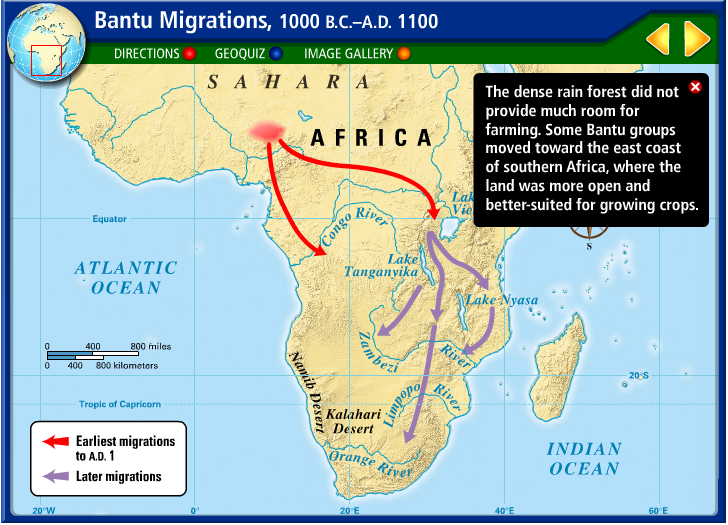 Bantu Migrations, 1000 B.C.–A.D. 1100
DIRECTIONS
GEOQUIZ
IMAGE GALLERY
The dense rain forest did not
provide much room for
farming. Some Bantu groups
moved toward the east coast
of southern Africa, where the
land was more open and
better-suited for growing crops.
SAHARA
AFRICA
Equator
Congo River
Lake
Tanganyika
ATLANTIC
OCEAN
S
Lake Nyasa
0 400 800 miles
0 400 800 kilometers
Zambezi River
Namib Desert
Limpopo River
20°S
Tropic of Capricorn
Kalahari
Desert
Orange River
INDIAN
OCEAN
Earliest migrations
to A.D. 1
Later migrations
20°W
0°
20°E
40°E
60°E